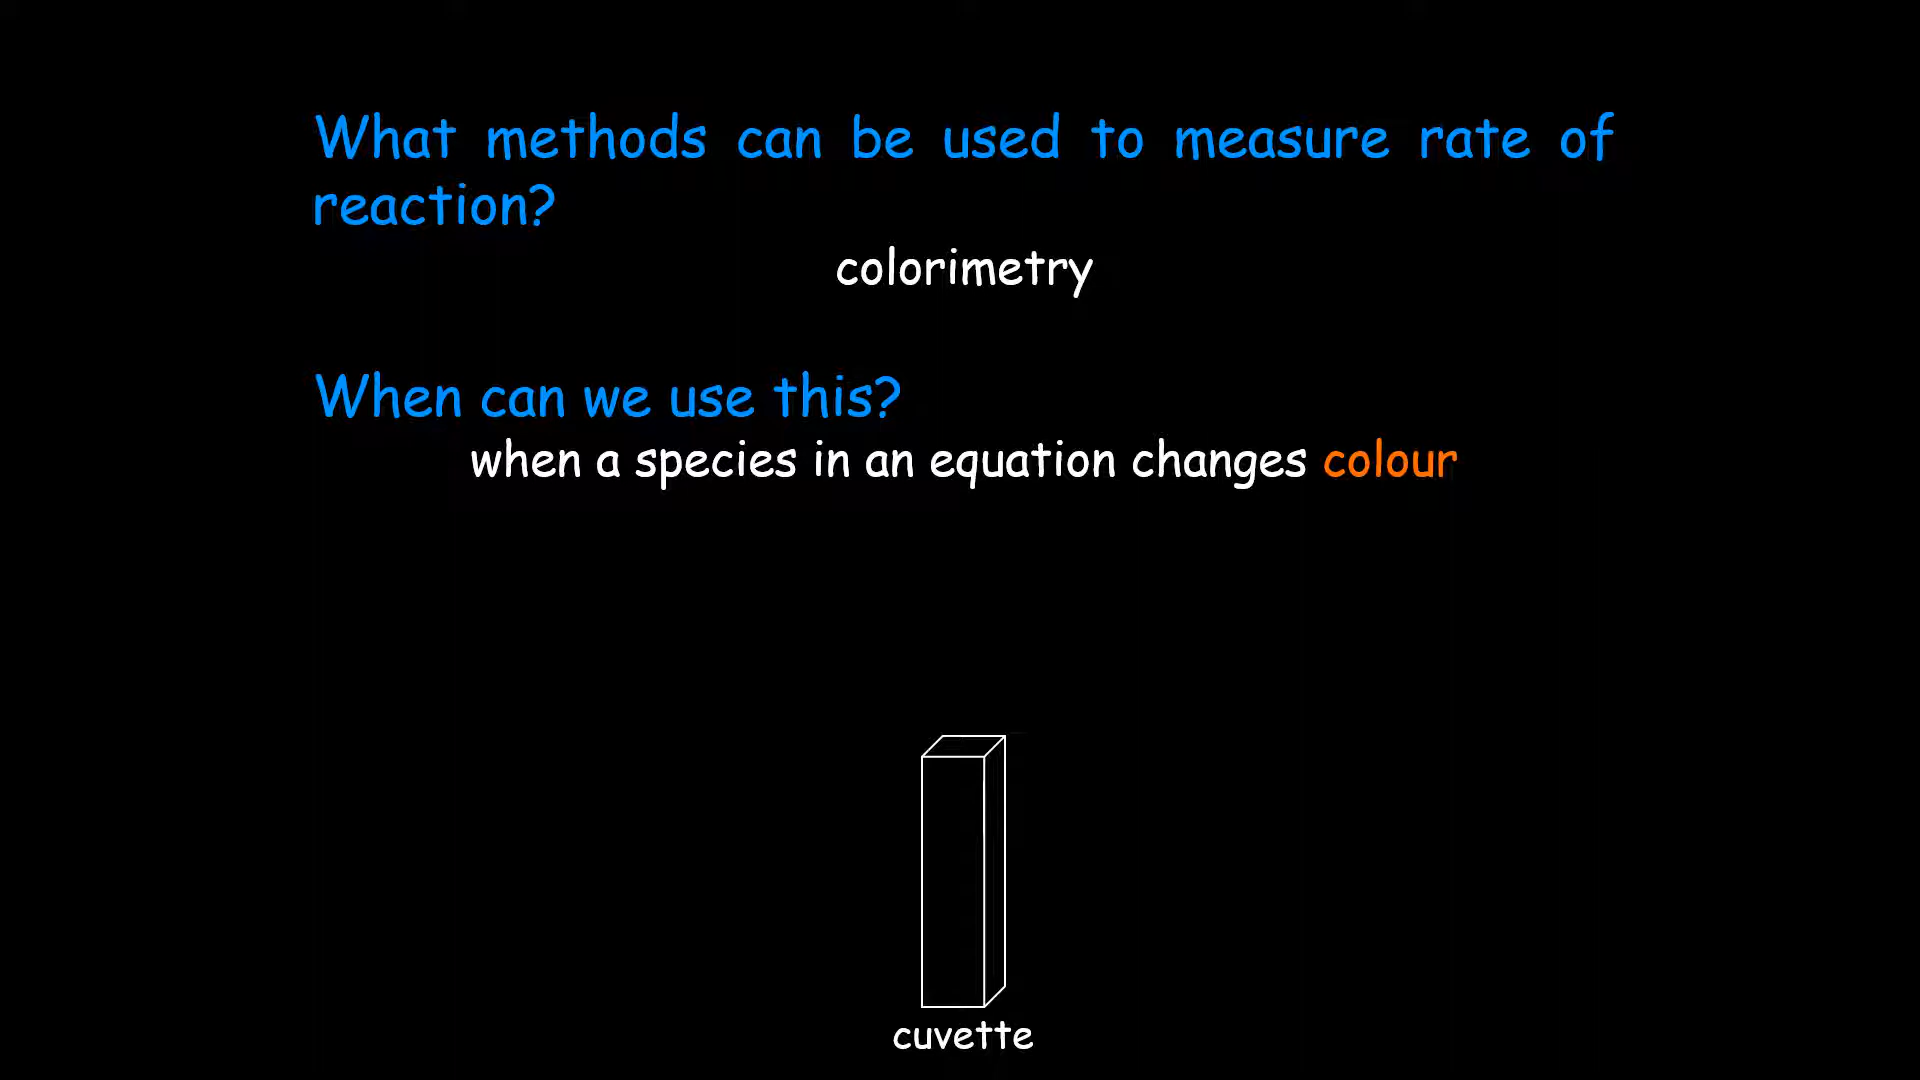 What methods can be used to measure rate of
reaction?
colorimetry
When can we use this?
when a species in an equation changes colour
cuvette